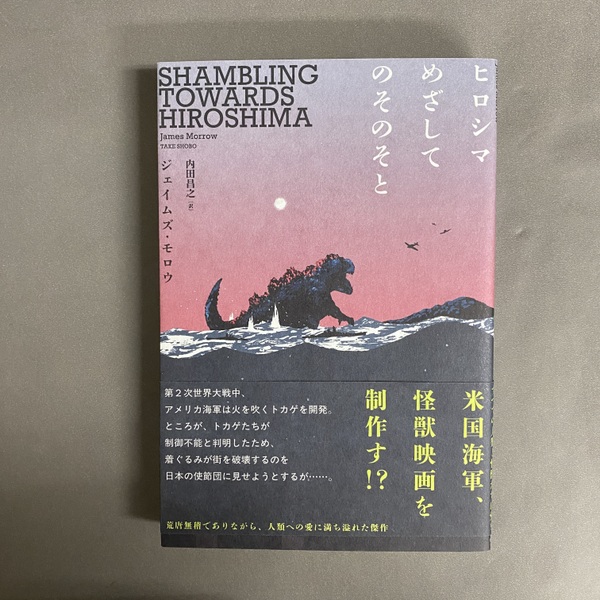 SHAMBLING
TOWARDS
HIROSHIMA
James Morrow
TAKE SHOBO
ヒロシマ
めざして
のそのそと
内田昌之[訳]
ジェイムズ・モロウ
第2次世界大戦中、
アメリカ海軍は火を吹くトカゲを開発。
ところが、トカゲたちが
制御不能と判明したため、
着ぐるみが街を破壊するのを
日本の使節団に見せようとするが……。
米国海軍、
怪獣映画を
制作す!?
荒唐無稽でありながら、人類への愛に満ち溢れた傑作